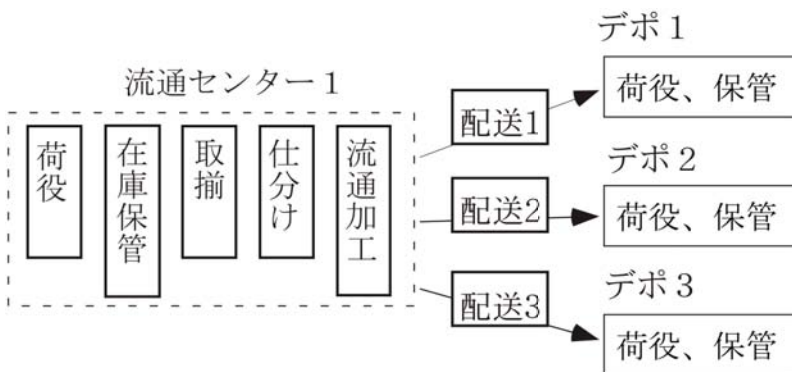 流通センター1
荷役
在庫保管
取揃
仕分け
流通加工
配送1
配送2
配送3
デポ1
荷役、保管
デポ2
荷役、保管
デポ3
荷役、保管